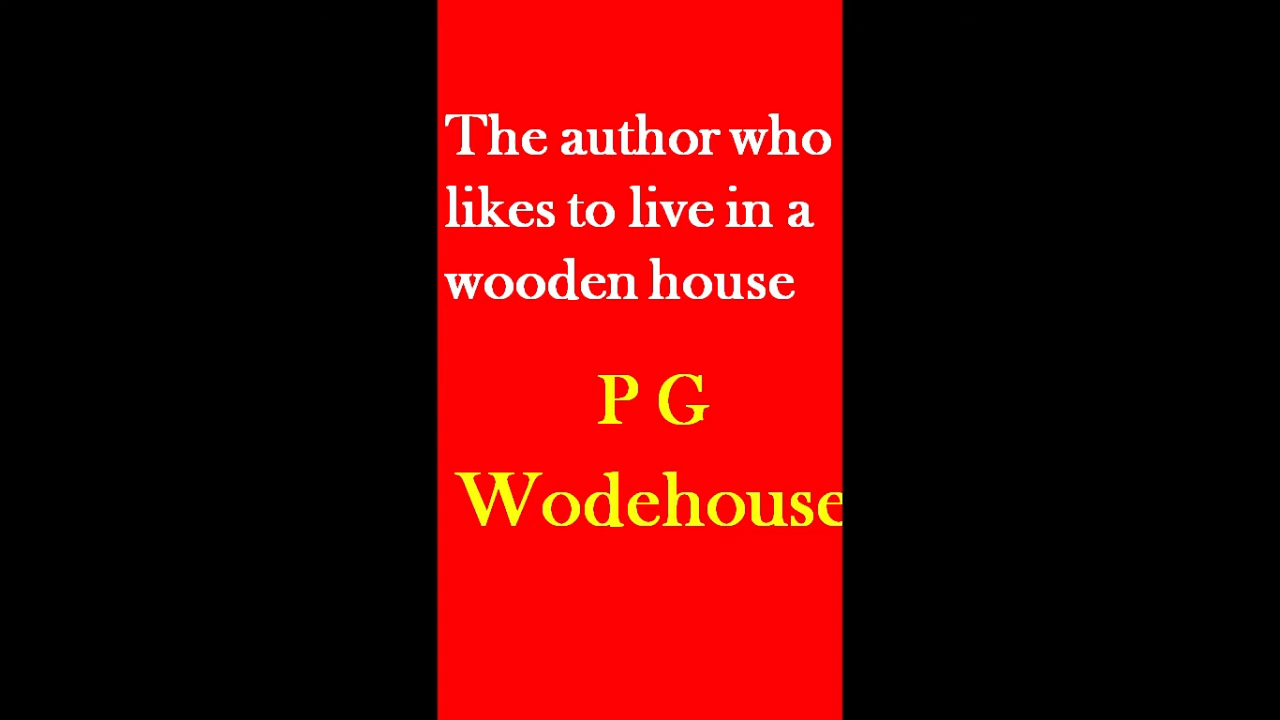 The author who
likes to live in a
wooden house
P G
Wodehouse